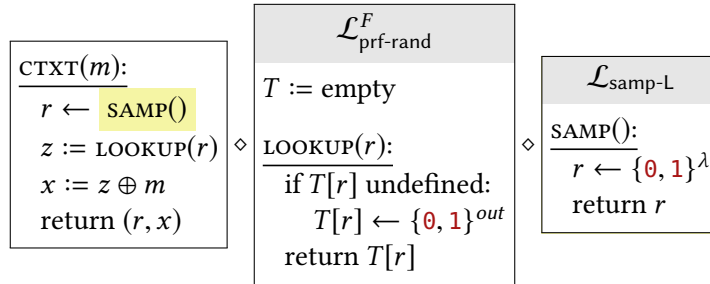 CTXT(m):
r ← SAMP()
z := LOOKUP(r)
x := z ⊕ m
return (r, x)
⋄
𝓛^F_prf-rand
T := empty
LOOKUP(r):
if T[r] undefined:
T[r] ← {0, 1}^out
return T[r]
⋄
𝓛_samp-L
SAMP():
r ← {0, 1}^λ
return r